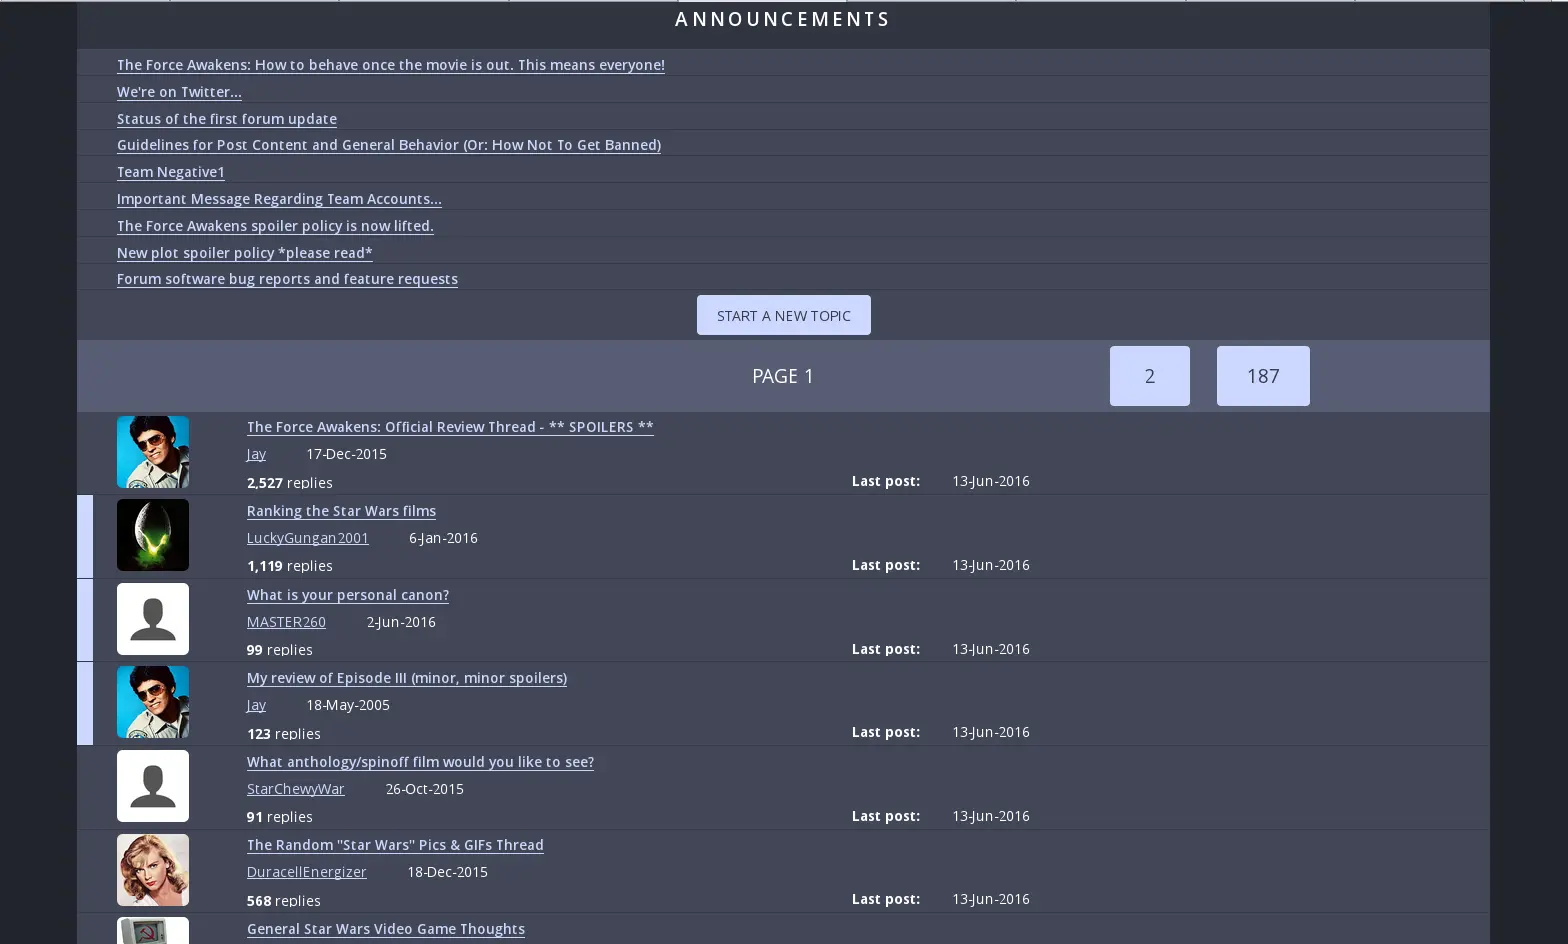 ANNOUNCEMENTS
The Force Awakens: How to behave once the movie is out. This means everyone!
We're on Twitter...
Status of the first forum update
Guidelines for Post Content and General Behavior (Or: How Not To Get Banned)
Team Negative1
Important Message Regarding Team Accounts...
The Force Awakens spoiler policy is now lifted.
New plot spoiler policy *please read*
Forum software bug reports and feature requests
START A NEW TOPIC
PAGE 1 2 187
The Force Awakens: Official Review Thread - ** SPOILERS **
Jay 17-Dec-2015
2,527 replies Last post: 13-Jun-2016
Ranking the Star Wars films
LuckyGungan2001 6-Jan-2016
1,119 replies Last post: 13-Jun-2016
What is your personal canon?
MASTER260 2-Jun-2016
99 replies Last post: 13-Jun-2016
My review of Episode III (minor, minor spoilers)
Jay 18-May-2005
123 replies Last post: 13-Jun-2016
What anthology/spinoff film would you like to see?
StarChewyWar 26-Oct-2015
91 replies Last post: 13-Jun-2016
The Random "Star Wars" Pics & GIFs Thread
DuracellEnergizer 18-Dec-2015
568 replies Last post: 13-Jun-2016
General Star Wars Video Game Thoughts